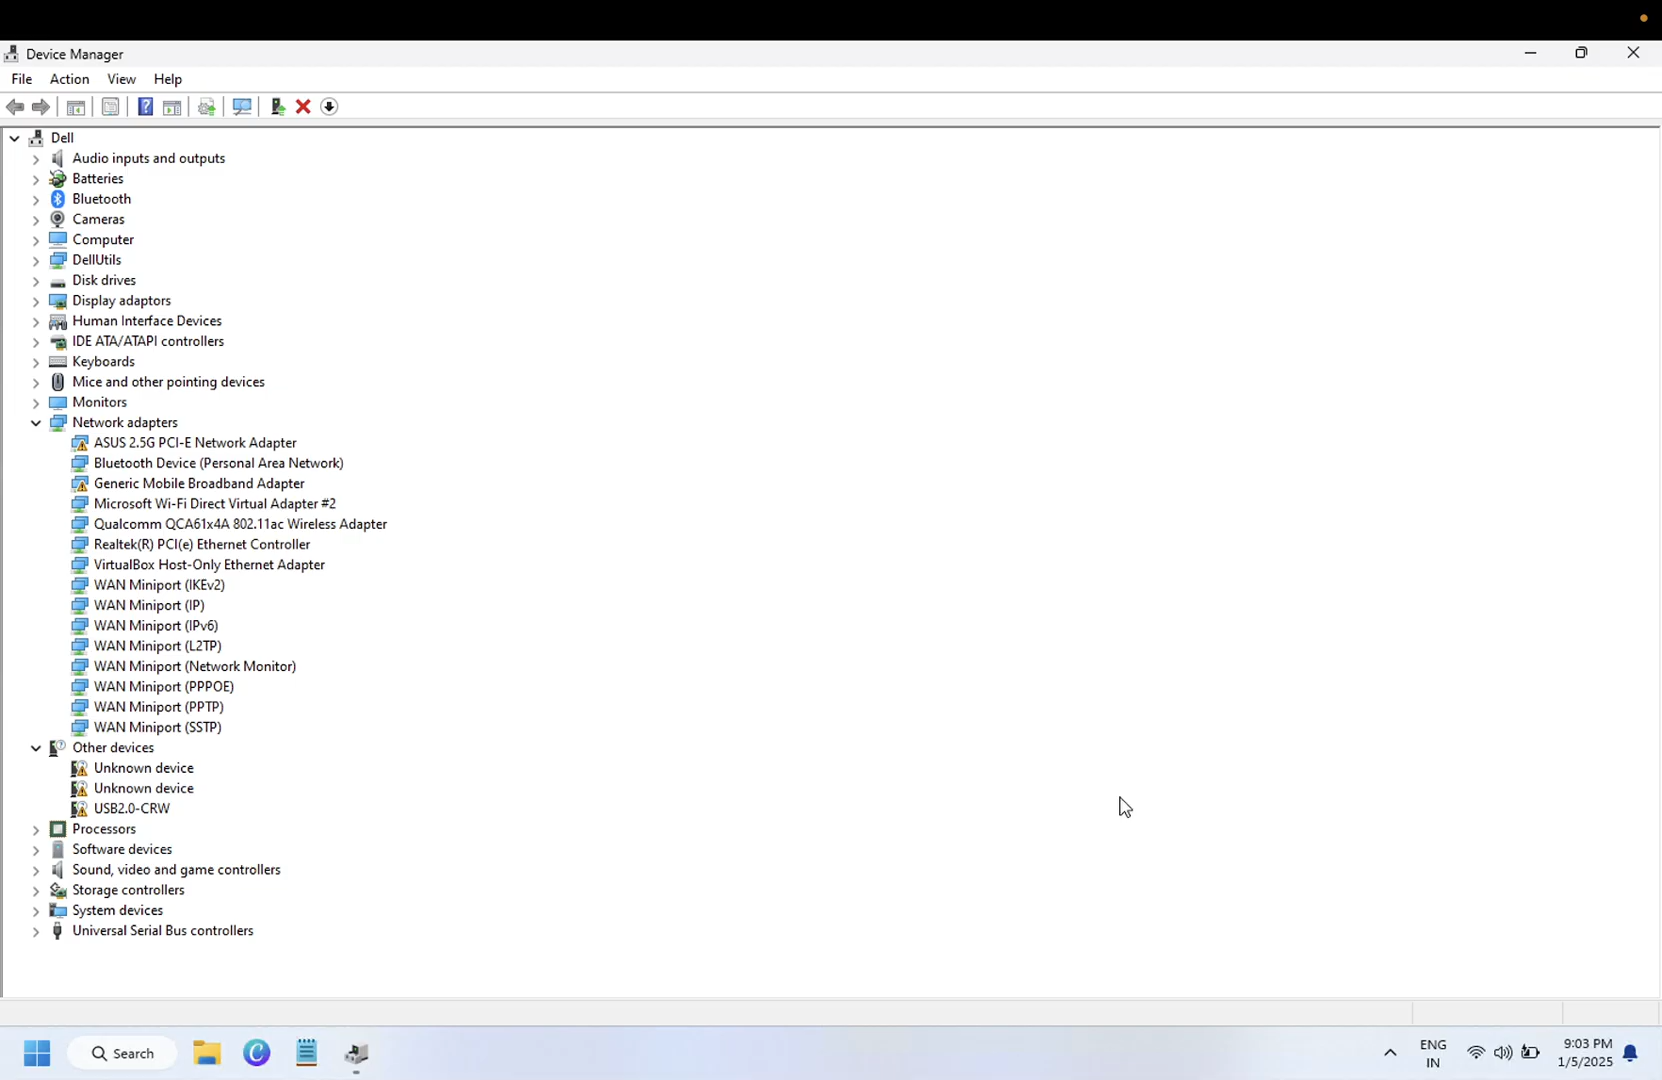 Device Manager
File Action View Help
Dell
Audio inputs and outputs
Batteries
Bluetooth
Cameras
Computer
DellUtils
Disk drives
Display adaptors
Human Interface Devices
IDE ATA/ATAPI controllers
Keyboards
Mice and other pointing devices
Monitors
Network adapters
ASUS 2.5G PCI-E Network Adapter
Bluetooth Device (Personal Area Network)
Generic Mobile Broadband Adapter
Microsoft Wi-Fi Direct Virtual Adapter #2
Qualcomm QCA61x4A 802.11ac Wireless Adapter
Realtek(R) PCI(e) Ethernet Controller
VirtualBox Host-Only Ethernet Adapter
WAN Miniport (IKEv2)
WAN Miniport (IP)
WAN Miniport (IPv6)
WAN Miniport (L2TP)
WAN Miniport (Network Monitor)
WAN Miniport (PPPOE)
WAN Miniport (PPTP)
WAN Miniport (SSTP)
Other devices
Unknown device
Unknown device
USB2.0-CRW
Processors
Software devices
Sound, video and game controllers
Storage controllers
System devices
Universal Serial Bus controllers
Search
ENG
IN
9:03 PM
1/5/2025